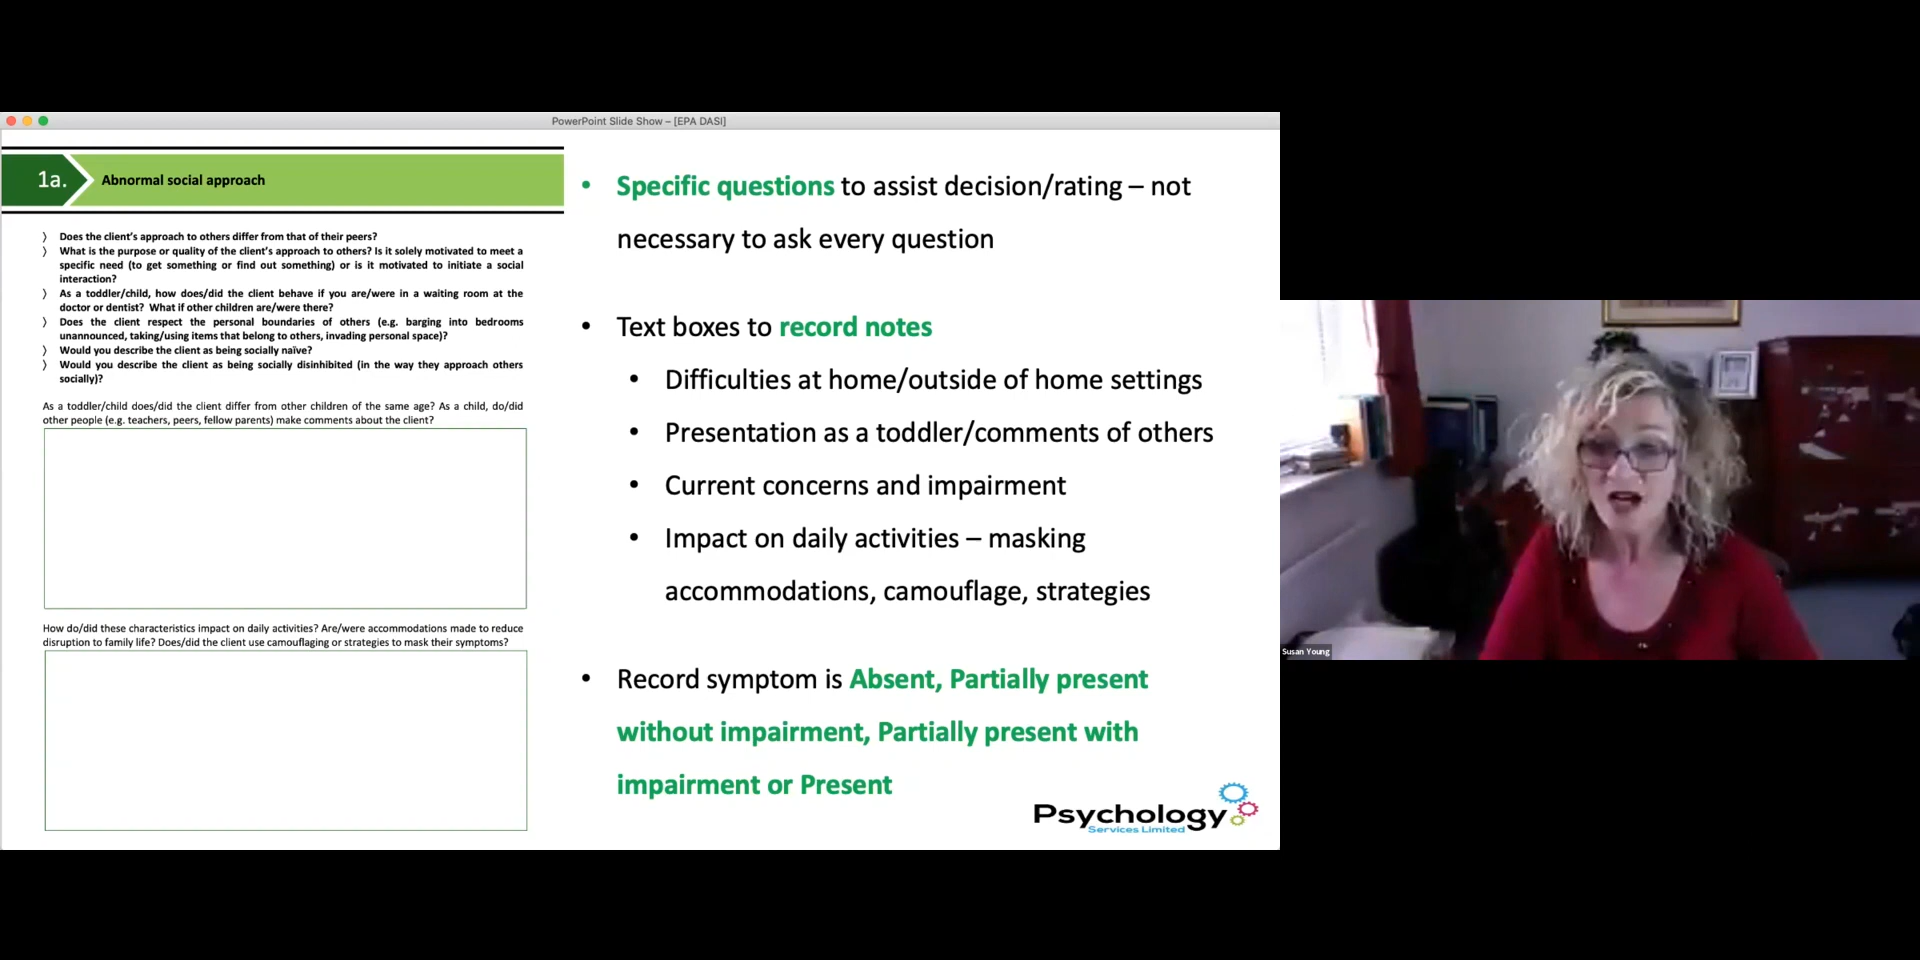 PowerPoint Slide Show – [EPA DASI]
1a.
Abnormal social approach
⟩ Does the client's approach to others differ from that of their peers?
⟩ What is the purpose or quality of the client's approach to others? Is it solely motivated to meet a
specific need (to get something or find out something) or is it motivated to initiate a social
interaction?
⟩ As a toddler/child, how does/did the client behave if you are/were in a waiting room at the
doctor or dentist? What if other children are/were there?
⟩ Does the client respect the personal boundaries of others (e.g. barging into bedrooms
unannounced, taking/using items that belong to others, invading personal space)?
⟩ Would you describe the client as being socially naïve?
⟩ Would you describe the client as being socially disinhibited (in the way they approach others
socially)?
As a toddler/child does/did the client differ from other children of the same age? As a child, do/did
other people (e.g. teachers, peers, fellow parents) make comments about the client?
How do/did these characteristics impact on daily activities? Are/were accommodations made to reduce
disruption to family life? Does/did the client use camouflaging or strategies to mask their symptoms?
• Specific questions to assist decision/rating – not
necessary to ask every question
• Text boxes to record notes
• Difficulties at home/outside of home settings
• Presentation as a toddler/comments of others
• Current concerns and impairment
• Impact on daily activities – masking
accommodations, camouflage, strategies
• Record symptom is Absent, Partially present
without impairment, Partially present with
impairment or Present
Psychology
Services Limited
Susan Young